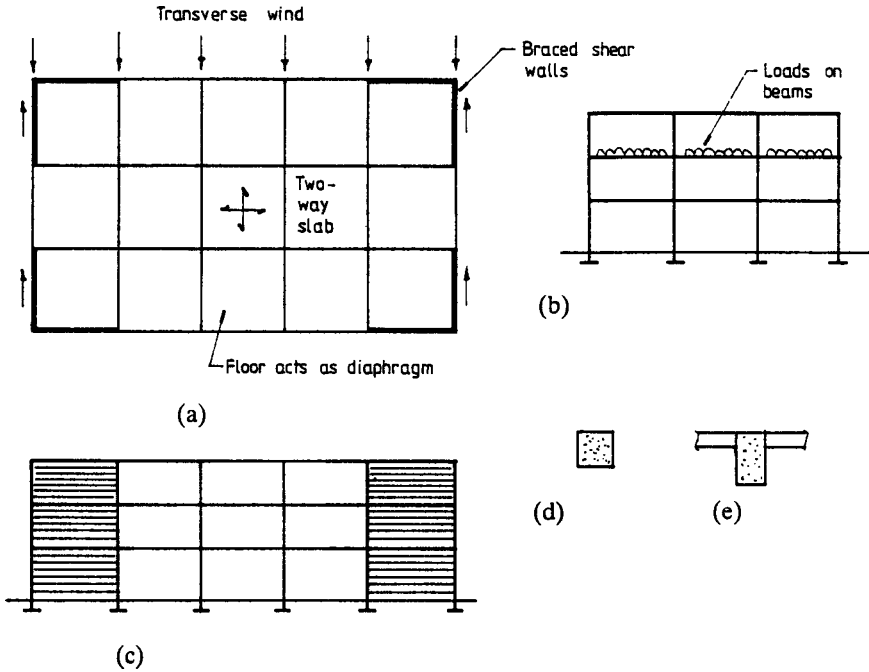 Transverse wind
Braced shear
walls
Loads on
beams
Two-
way
slab
(b)
Floor acts as diaphragm
(a)
(d)
(e)
(c)